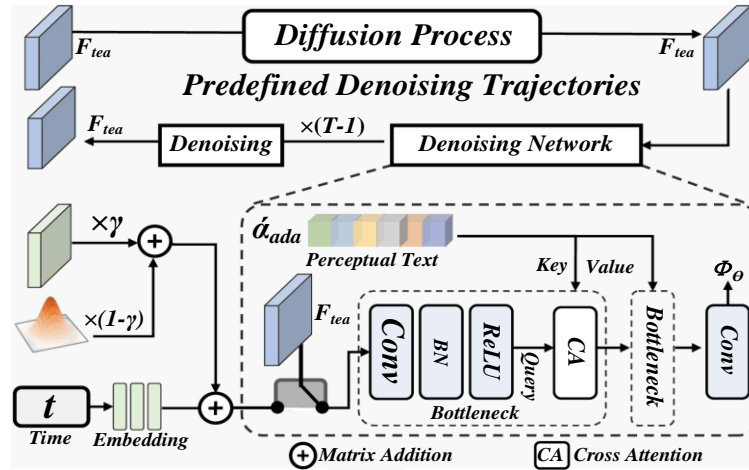 F_tea
Diffusion Process
F_tea
Predefined Denoising Trajectories
F_tea
Denoising
×(T-1)
Denoising Network
×γ
+
×(1-γ)
t
Time
Embedding
+
ά_ada
Perceptual Text
Key
Value
F_tea
Conv
BN
ReLU
Query
CA
Bottleneck
Bottleneck
Φ_Θ
Conv
+ Matrix Addition
CA Cross Attention